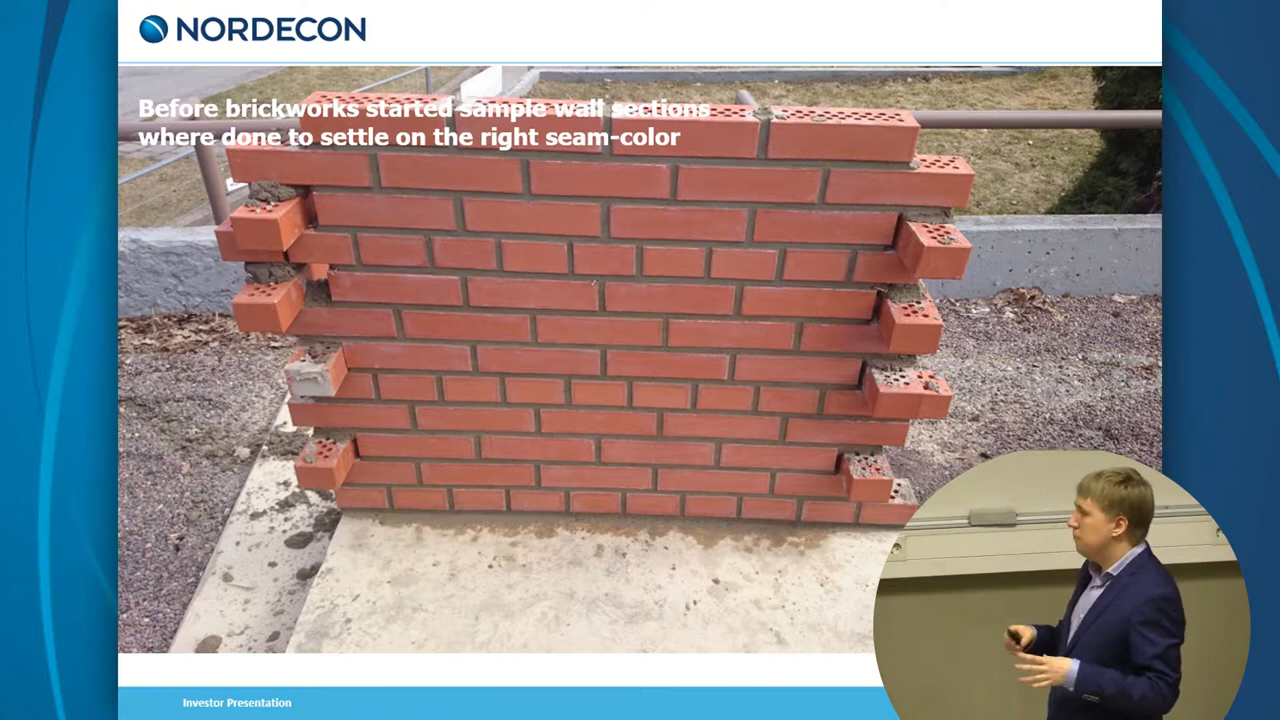 NORDECON
Before brickworks started sample wall sections
where done to settle on the right seam-color
Investor Presentation